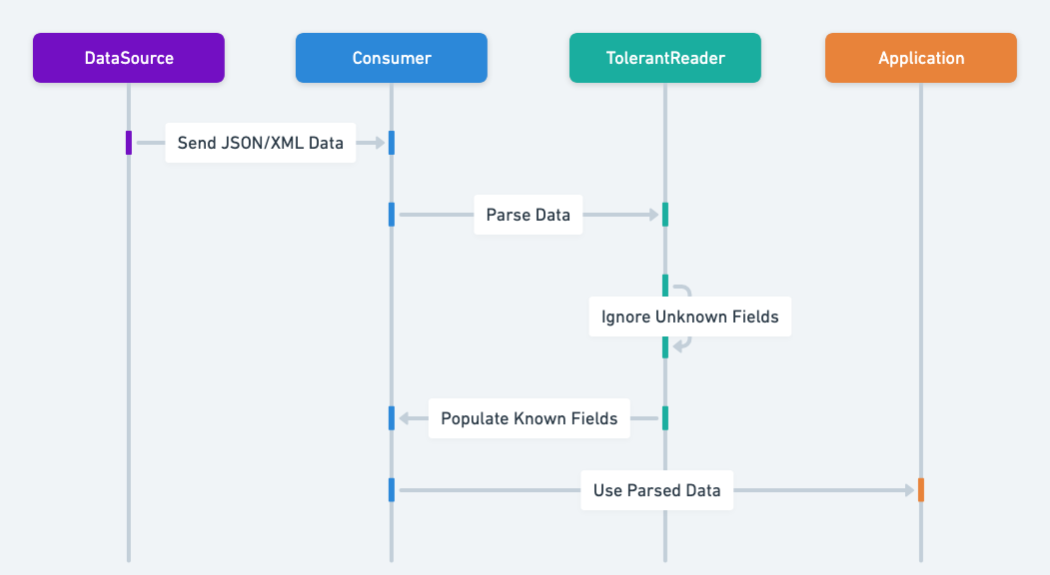 DataSource
Consumer
TolerantReader
Application
Send JSON/XML Data
Parse Data
Ignore Unknown Fields
Populate Known Fields
Use Parsed Data